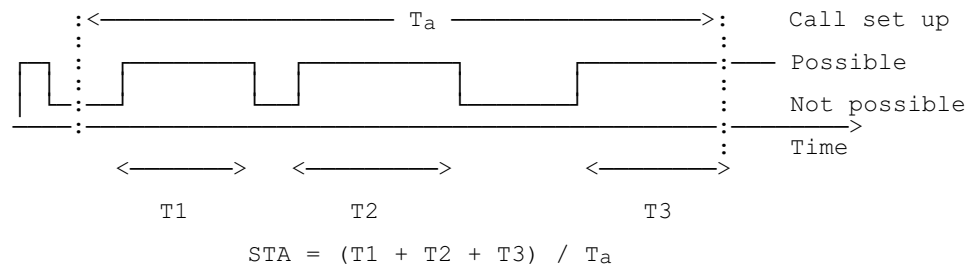 Ta Call set up
Possible
Not possible
Time
T1 T2 T3
STA = (T1 + T2 + T3) / Ta